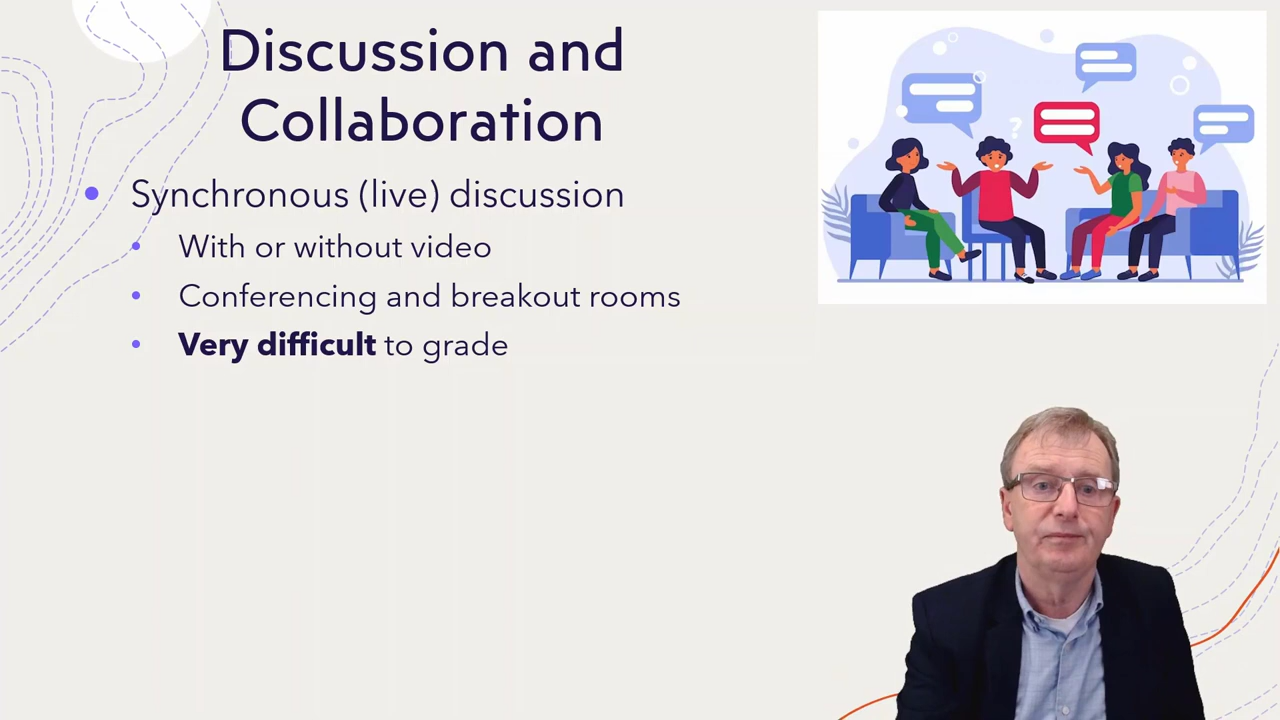 Discussion and
Collaboration
Synchronous (live) discussion
With or without video
Conferencing and breakout rooms
Very difficult to grade
?